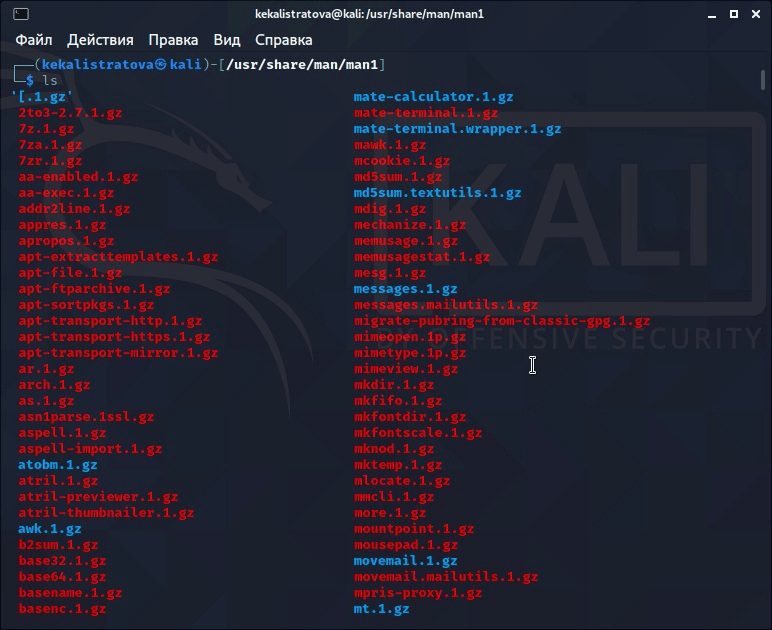 kekalistratova@kali:/usr/share/man/man1
Файл Действия Правка Вид Справка
┌──(kekalistratova㉿kali)-[/usr/share/man/man1]
└─$ ls
'[.1.gz' mate-calculator.1.gz
2to3-2.7.1.gz mate-terminal.1.gz
7z.1.gz mate-terminal.wrapper.1.gz
7za.1.gz mawk.1.gz
7zr.1.gz mcookie.1.gz
aa-enabled.1.gz md5sum.1.gz
aa-exec.1.gz md5sum.textutils.1.gz
addr2line.1.gz mdig.1.gz
appres.1.gz mechanize.1.gz
apropos.1.gz memusage.1.gz
apt-extracttemplates.1.gz memusagestat.1.gz
apt-file.1.gz mesg.1.gz
apt-ftparchive.1.gz messages.1.gz
apt-sortpkgs.1.gz messages.mailutils.1.gz
apt-transport-http.1.gz migrate-pubring-from-classic-gpg.1.gz
apt-transport-https.1.gz mimeopen.1p.gz
apt-transport-mirror.1.gz mimetype.1p.gz
ar.1.gz mimeview.1.gz
arch.1.gz mkdir.1.gz
as.1.gz mkfifo.1.gz
asn1parse.1ssl.gz mkfontdir.1.gz
aspell.1.gz mkfontscale.1.gz
aspell-import.1.gz mknod.1.gz
atobm.1.gz mktemp.1.gz
atril.1.gz mlocate.1.gz
atril-previewer.1.gz mmcli.1.gz
atril-thumbnailer.1.gz more.1.gz
awk.1.gz mountpoint.1.gz
b2sum.1.gz mousepad.1.gz
base32.1.gz movemail.1.gz
base64.1.gz movemail.mailutils.1.gz
basename.1.gz mpris-proxy.1.gz
basenc.1.gz mt.1.gz
KALI
SECURITY